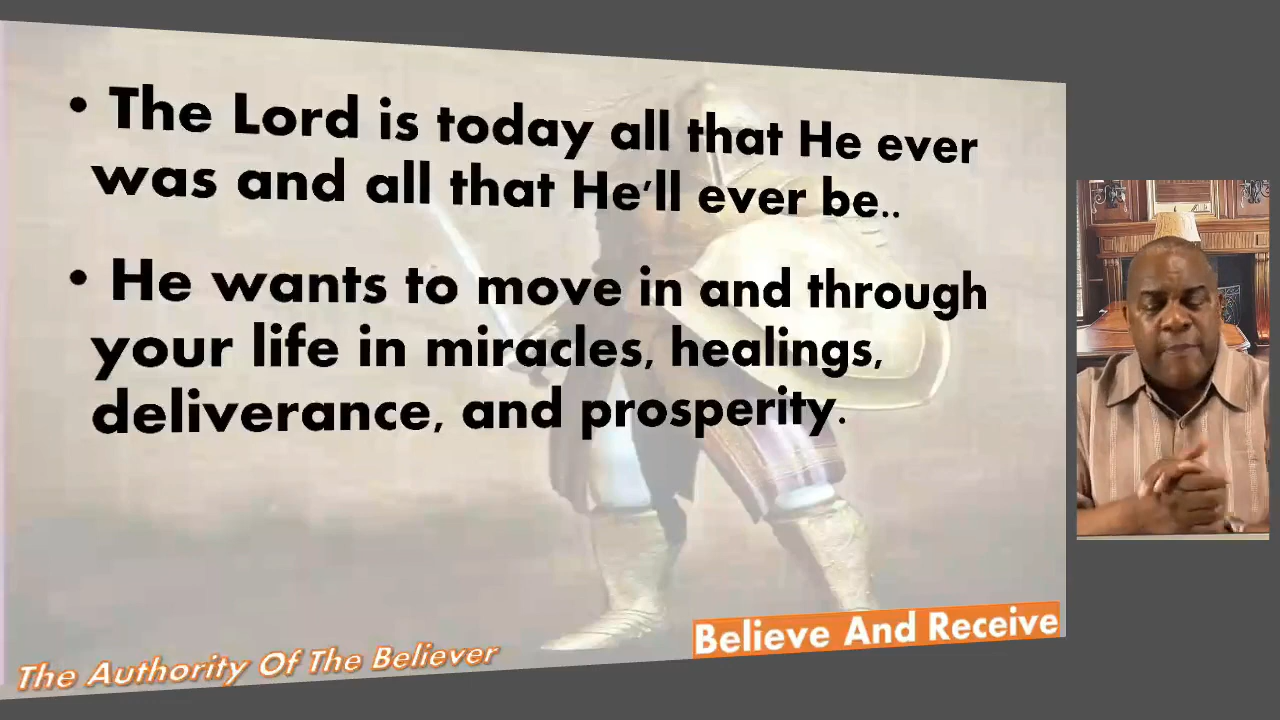 • The Lord is today all that He ever
was and all that He'll ever be..
• He wants to move in and through
your life in miracles, healings,
deliverance, and prosperity.
The Authority Of The Believer
Believe And Receive